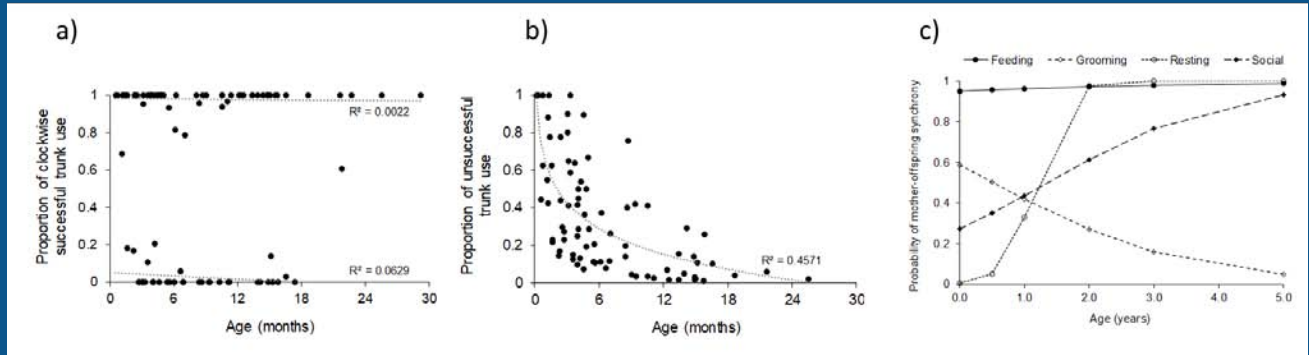 a)
Proportion of clockwise
successful trunk use
1
0.8
0.6
0.4
0.2
0
R² = 0.0022
R² = 0.0629
0
6
12
18
24
30
Age (months)
b)
Proportion of unsuccessful
trunk use
1
0.8
0.6
0.4
0.2
0
R² = 0.4571
0
6
12
18
24
30
Age (months)
c)
Feeding Grooming Resting Social
Probability of mother-offspring synchrony
1
0.8
0.6
0.4
0.2
0
0.0
1.0
2.0
3.0
4.0
5.0
Age (years)